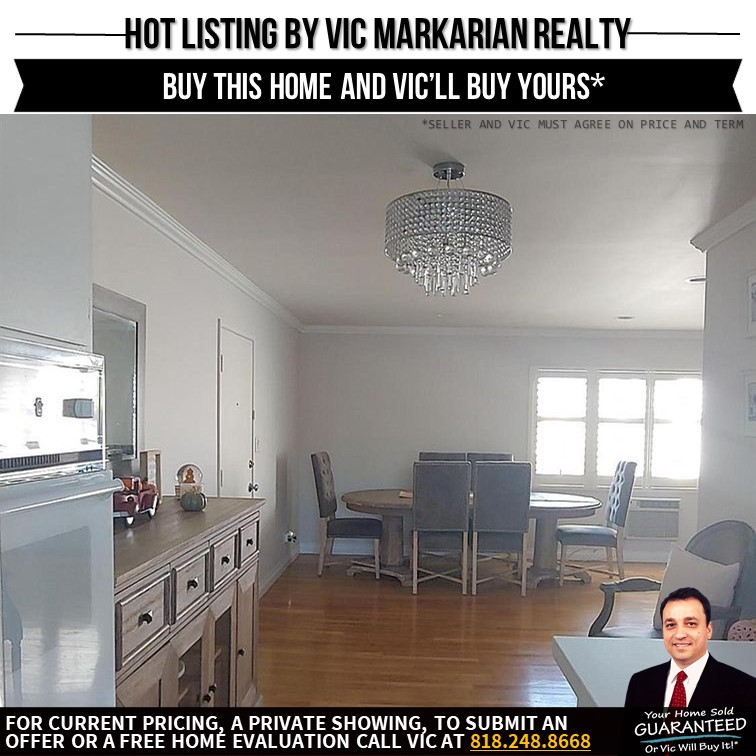 HOT LISTING BY VIC MARKARIAN REALTY
BUY THIS HOME AND VIC'LL BUY YOURS*
*SELLER AND VIC MUST AGREE ON PRICE AND TERM
Your Home Sold
GUARANTEED
Or Vic Will Buy It!
FOR CURRENT PRICING, A PRIVATE SHOWING, TO SUBMIT AN
OFFER OR A FREE HOME EVALUATION CALL VIC AT 818.248.8668